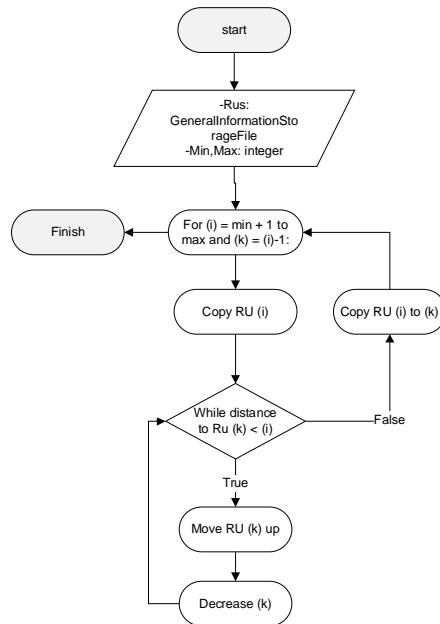 start
-Rus:
GeneralInformationSto
rageFile
-Min,Max: integer
Finish
For (i) = min + 1 to
max and (k) = (i)-1:
Copy RU (i)
Copy RU (i) to (k)
While distance
to Ru (k) < (i)
False
True
Move RU (k) up
Decrease (k)